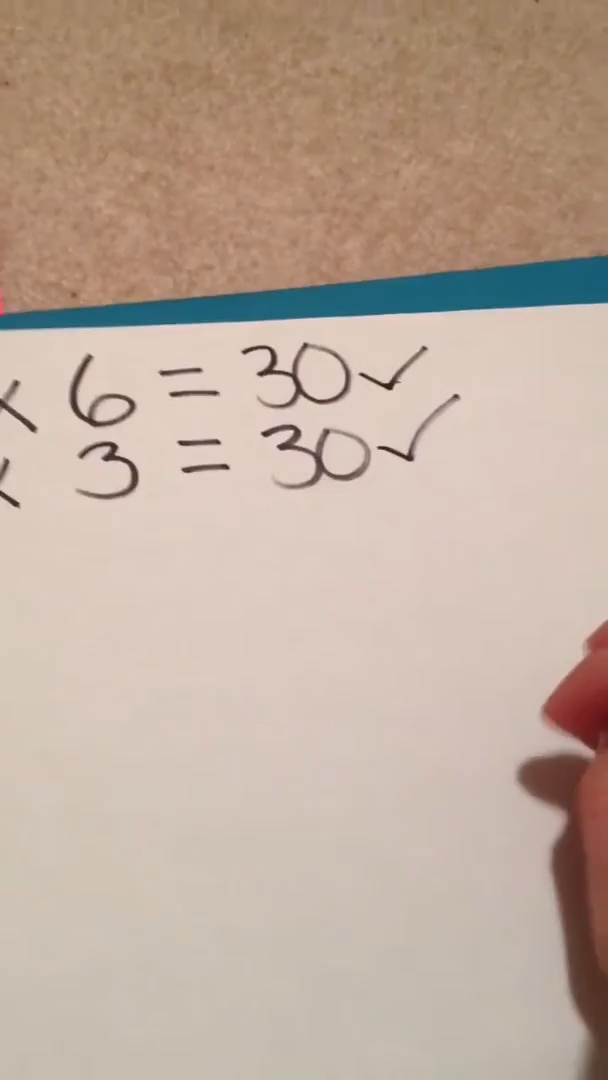 x 6 = 30 ✓
x 3 = 30 ✓